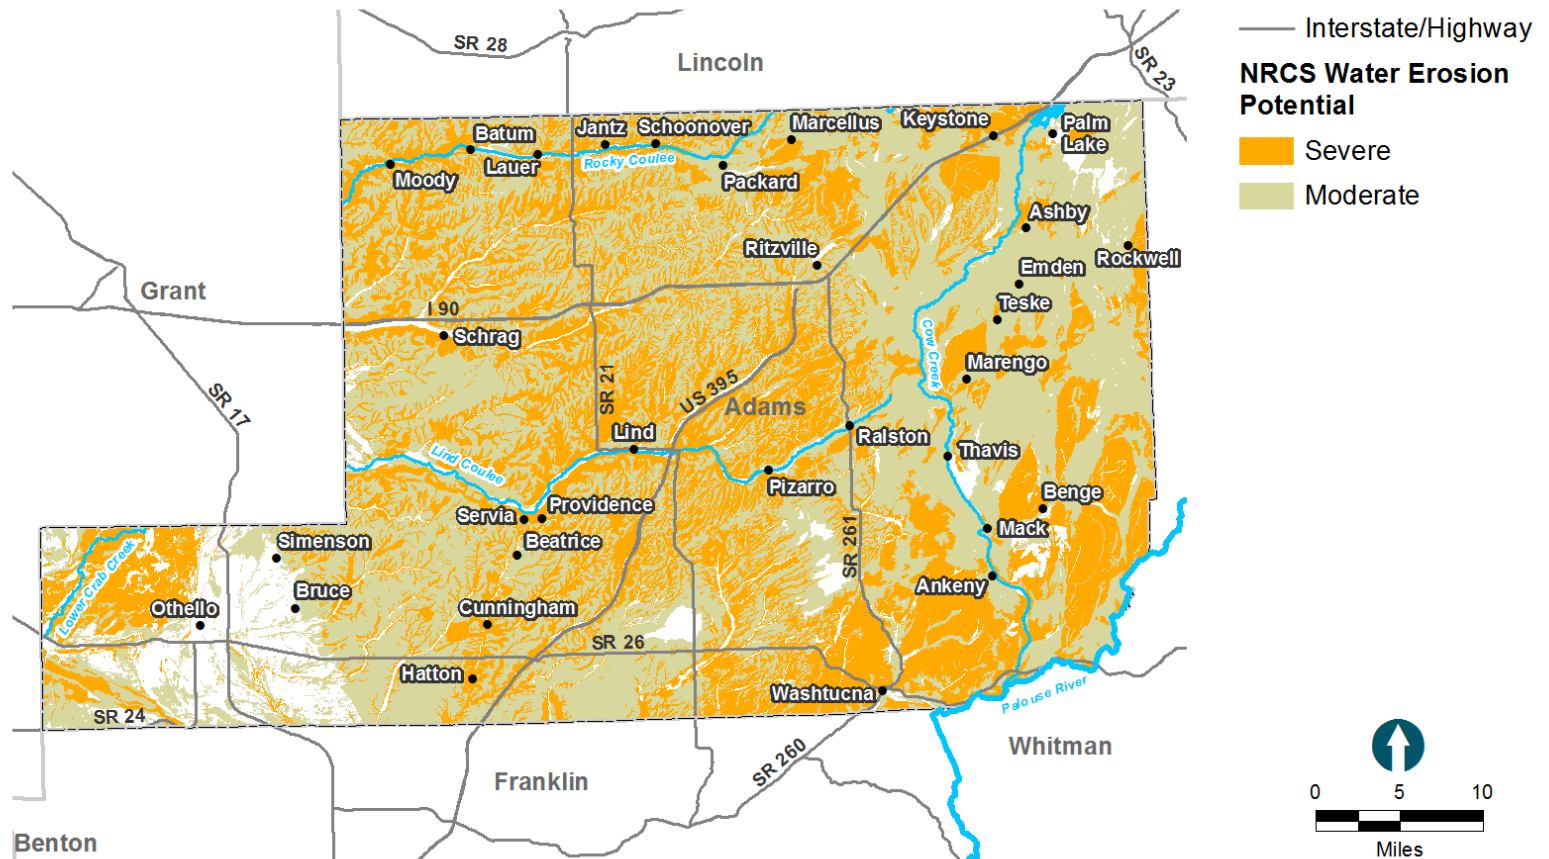 SR 28
Lincoln
SR 23
Interstate/Highway
NRCS Water Erosion
Potential
Severe
Moderate
Batum
Jantz
Schoonover
Marcellus
Keystone
Palm
Lake
Lauer
Rocky Coulee
Moody
Packard
Ashby
Ritzville
Rockwell
Emden
Grant
Teske
I 90
Schrag
Cow Creek
Marengo
SR 17
SR 21
US 395
Adams
Lind
Ralston
Lind Coulee
Thavis
Pizarro
Benge
Providence
Servia
Mack
Simenson
Beatrice
SR 261
Lower Crab Creek
Bruce
Ankeny
Othello
Cunningham
SR 26
Hatton
Washtucna
Palouse River
SR 24
Whitman
SR 260
Franklin
Benton
0 5 10
Miles